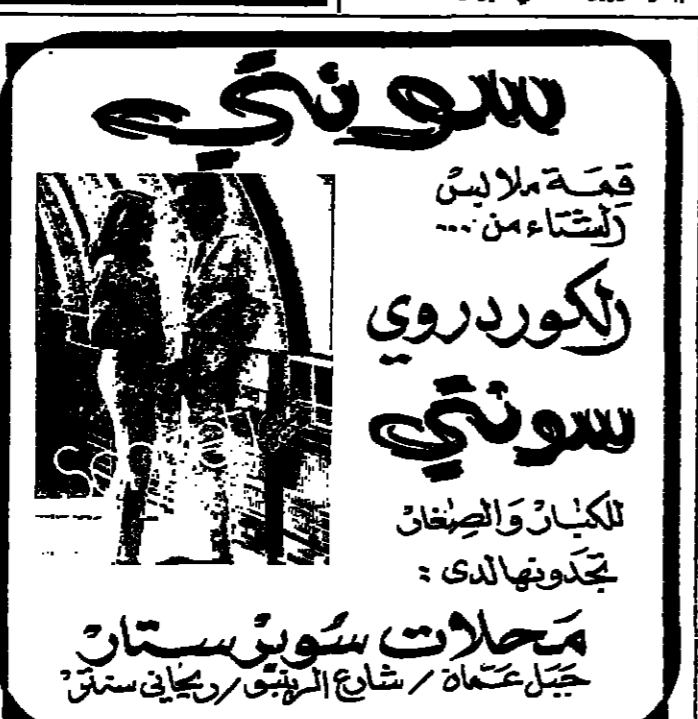 سونتي
قمة ملابس
الشتاء من ...
الكوردروي
سونتي
للكبار والصغار
تجدونها لدى :
محلات سوبر ستار
جبل عمان / شارع الرينبو / ريجاني سنتر